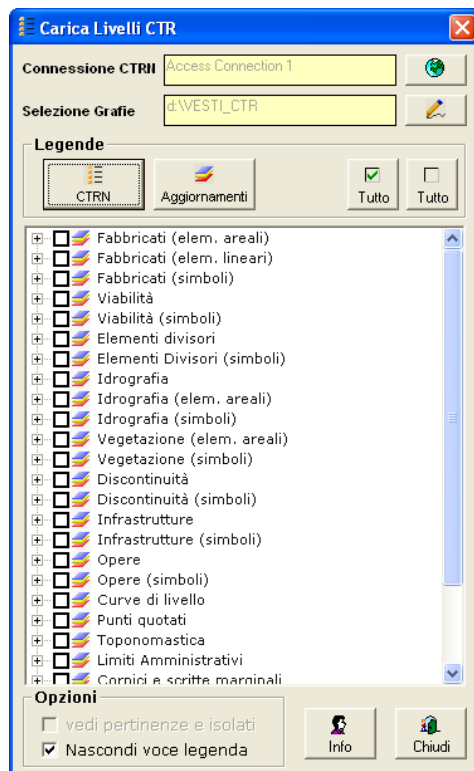 Carica Livelli CTR
Connessione CTRN
Access Connection 1
Selezione Grafie
d:\VESTI_CTR
Legende
CTRN
Aggiornamenti
Tutto
Tutto
Fabbricati (elem. areali)
Fabbricati (elem. lineari)
Fabbricati (simboli)
Viabilità
Viabilità (simboli)
Elementi divisori
Elementi Divisori (simboli)
Idrografia
Idrografia (elem. areali)
Idrografia (simboli)
Vegetazione (elem. areali)
Vegetazione (simboli)
Discontinuità
Discontinuità (simboli)
Infrastrutture
Infrastrutture (simboli)
Opere
Opere (simboli)
Curve di livello
Punti quotati
Toponomastica
Limiti Amministrativi
Cornici e scritte marginali
Opzioni
vedi pertinenze e isolati
Nascondi voce legenda
Info
Chiudi